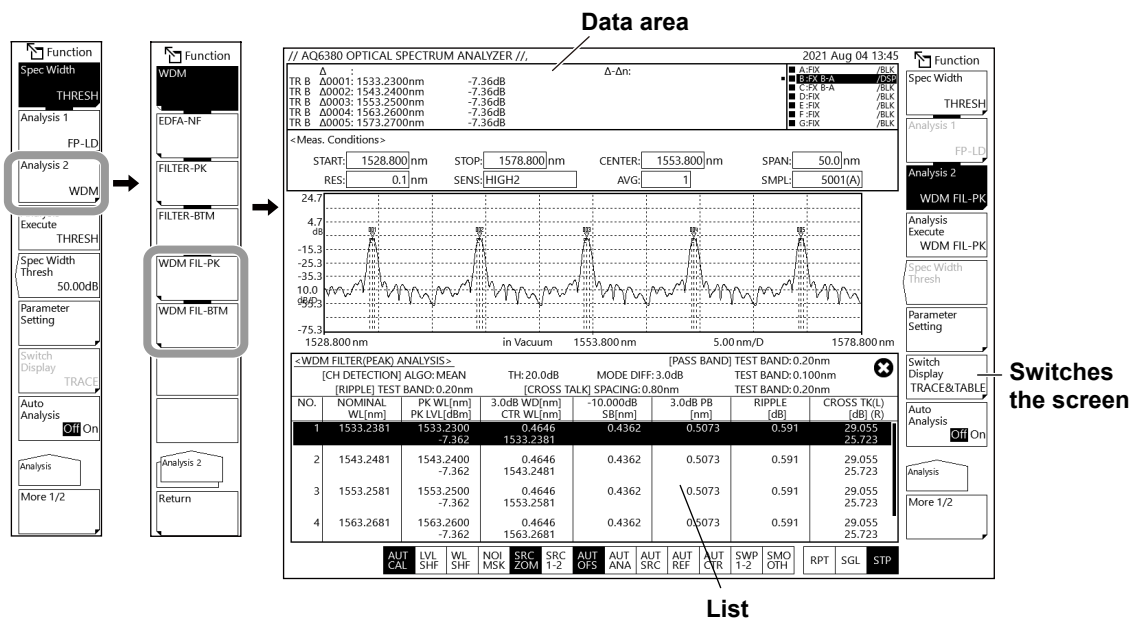 Data area
Function
Spec Width
THRESH
Analysis 1
FP-LD
Analysis 2
WDM
Execute
THRESH
Spec Width
Thresh
50.00dB
Parameter
Setting
Switch
Display
TRACE
Auto
Analysis
Off On
Analysis
More 1/2
Function
WDM
EDFA-NF
FILTER-PK
FILTER-BTM
WDM FIL-PK
WDM FIL-BTM
Analysis 2
Return
// AQ6380 OPTICAL SPECTRUM ANALYZER //, 2021 Aug 04 13:45
Δ : Δ-Δn:
TR B Δ0001: 1533.2300nm -7.36dB
TR B Δ0002: 1543.2400nm -7.36dB
TR B Δ0003: 1553.2500nm -7.36dB
TR B Δ0004: 1563.2600nm -7.36dB
TR B Δ0005: 1573.2700nm -7.36dB
A:FIX /BLK
B:FX B-A /DSP
C:FIX B-A /BLK
D:FIX /BLK
E :FIX /BLK
F :FIX /BLK
G:FIX /BLK
<Meas. Conditions>
START: 1528.800 nm STOP: 1578.800 nm CENTER: 1553.800 nm SPAN: 50.0 nm
RES: 0.1 nm SENS: HIGH2 AVG: 1 SMPL: 5001(A)
24.7
4.7
dB
-15.3
-25.3
-35.3
10.0
dB/D
-55.3
-75.3
001 002 003 004 005
1528.800 nm in Vacuum 1553.800 nm 5.00 nm/D 1578.800 nm
<WDM FILTER(PEAK) ANALYSIS> [PASS BAND] TEST BAND: 0.20nm
[CH DETECTION] ALGO: MEAN TH: 20.0dB MODE DIFF: 3.0dB TEST BAND: 0.100nm
[RIPPLE] TEST BAND: 0.20nm [CROSS TALK] SPACING: 0.80nm TEST BAND: 0.20nm
NO. NOMINAL PK WL[nm] 3.0dB WD[nm] -10.000dB 3.0dB PB RIPPLE CROSS TK(L)
WL[nm] PK LVL[dBm] CTR WL[nm] SB[nm] [nm] [dB] [dB] (R)
1 1533.2381 1533.2300 0.4646 0.4362 0.5073 0.591 29.055
-7.362 1533.2381 25.723
2 1543.2481 1543.2400 0.4646 0.4362 0.5073 0.591 29.055
-7.362 1543.2481 25.723
3 1553.2581 1553.2500 0.4646 0.4362 0.5073 0.591 29.055
-7.362 1553.2581 25.723
4 1563.2681 1563.2600 0.4646 0.4362 0.5073 0.591 29.055
-7.362 1563.2681 25.723
AUT LVL WL NOI SRC SRC AUT AUT AUT AUT AUT SWP SMO RPT SGL STP
CAL SHF SHF MSK ZOM 1-2 OFS ANA SRC REF CTR 1-2 OTH
Function
Spec Width
THRESH
Analysis 1
FP-LD
Analysis 2
WDM FIL-PK
Analysis
Execute
WDM FIL-PK
Spec Width
Thresh
Parameter
Setting
Switch
Display
TRACE&TABLE
Auto
Analysis
Off On
Analysis
More 1/2
Switches
the screen
List